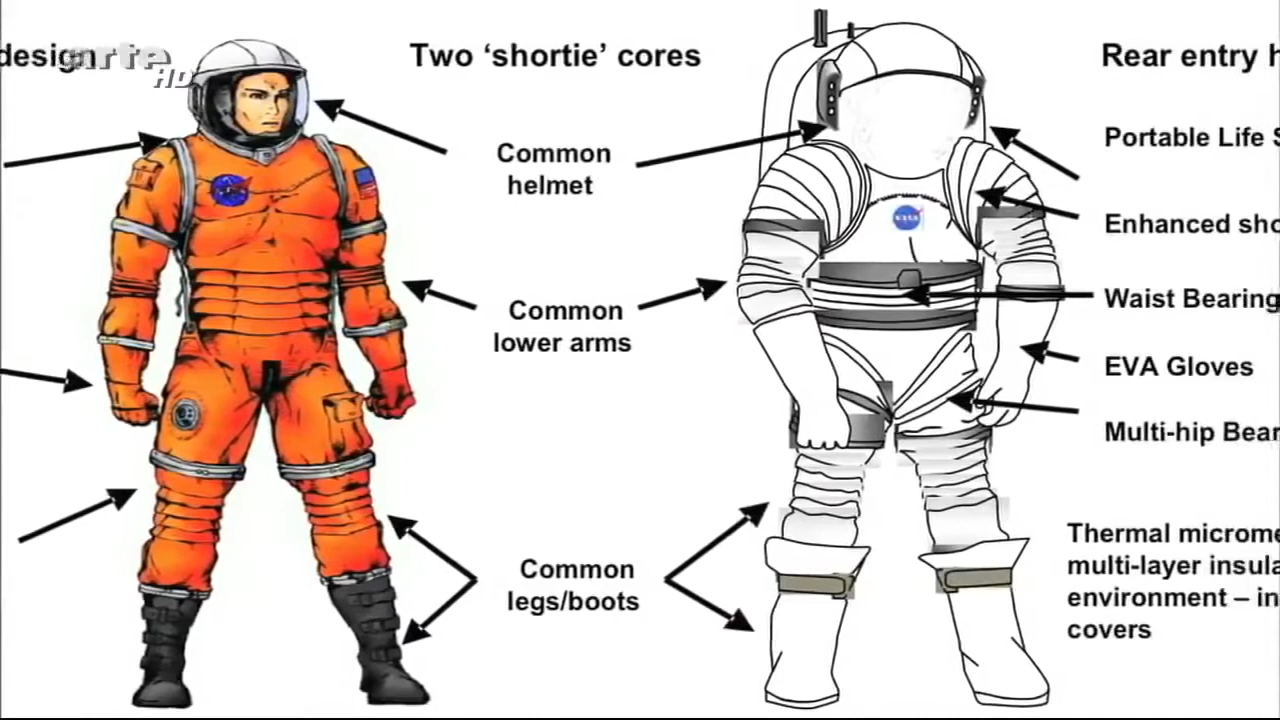 design
arte
HD
Two ‘shortie’ cores
Rear entry h
Common
helmet
Portable Life S
Enhanced sho
nasa
Waist Bearing
Common
lower arms
EVA Gloves
Multi-hip Bear
Thermal microme
multi-layer insula
environment – in
covers
Common
legs/boots